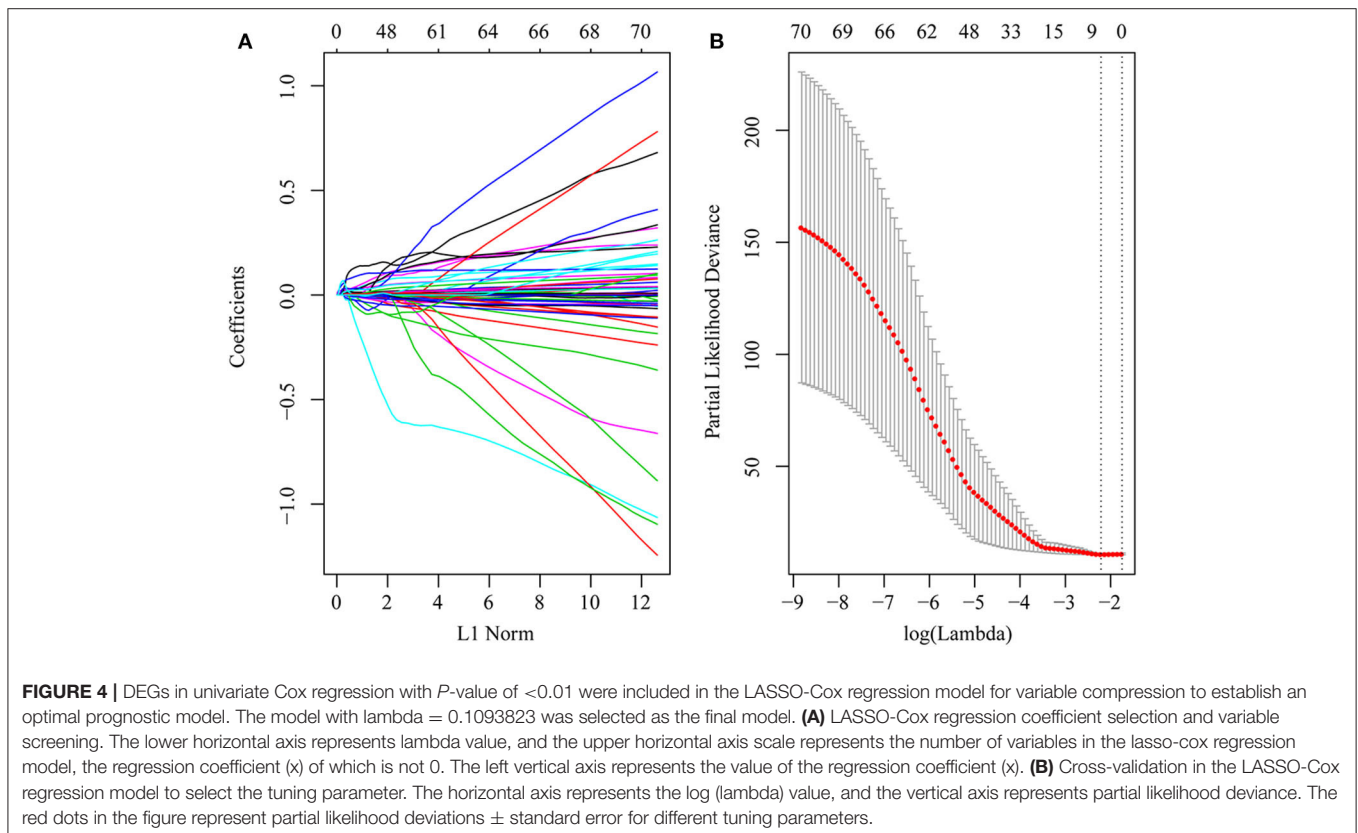 A
0 48 61 64 66 68 70
1.0
0.5
0.0
−0.5
−1.0
Coefficients
0 2 4 6 8 10 12
L1 Norm
B
70 69 66 62 48 33 15 9 0
200
150
100
50
Partial Likelihood Deviance
−9 −8 −7 −6 −5 −4 −3 −2
log(Lambda)
FIGURE 4 | DEGs in univariate Cox regression with P-value of <0.01 were included in the LASSO-Cox regression model for variable compression to establish an
optimal prognostic model. The model with lambda = 0.1093823 was selected as the final model. (A) LASSO-Cox regression coefficient selection and variable
screening. The lower horizontal axis represents lambda value, and the upper horizontal axis scale represents the number of variables in the lasso-cox regression
model, the regression coefficient (x) of which is not 0. The left vertical axis represents the value of the regression coefficient (x). (B) Cross-validation in the LASSO-Cox
regression model to select the tuning parameter. The horizontal axis represents the log (lambda) value, and the vertical axis represents partial likelihood deviance. The
red dots in the figure represent partial likelihood deviations ± standard error for different tuning parameters.